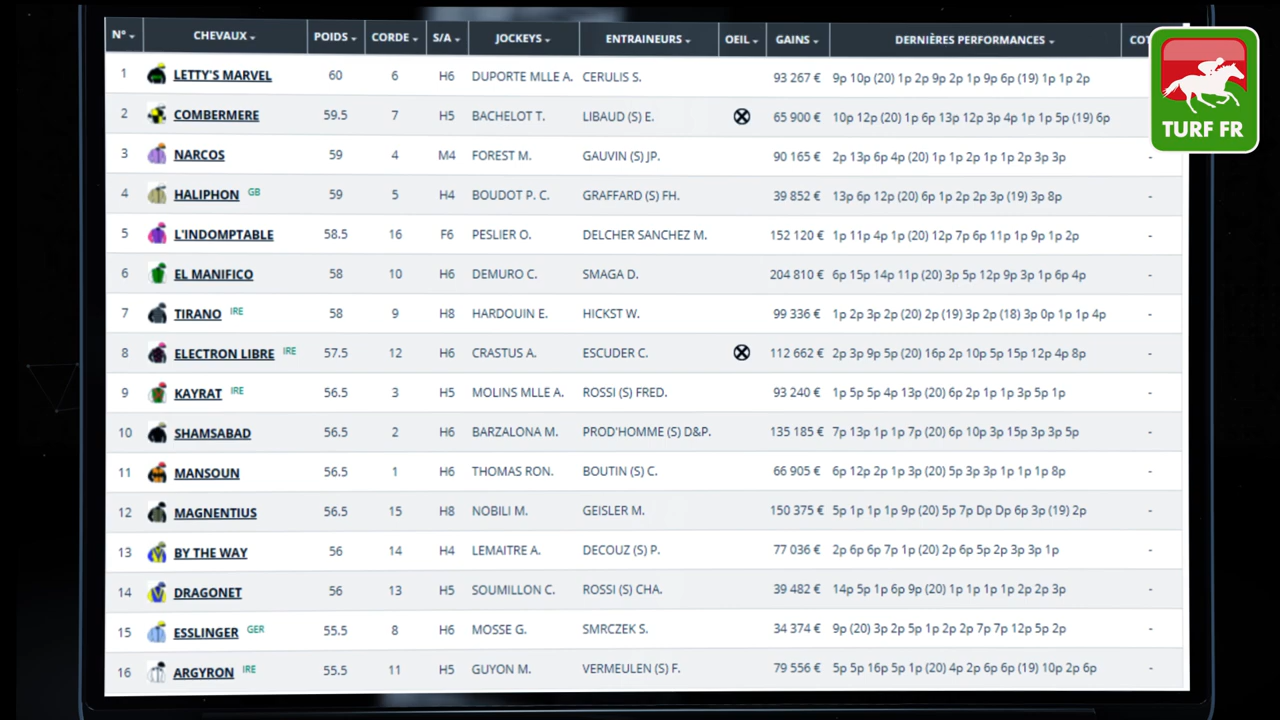 N° CHEVAUX POIDS CORDE S/A JOCKEYS ENTRAINEURS OEIL GAINS DERNIÈRES PERFORMANCES COT
1 LETTY'S MARVEL 60 6 H6 DUPORTE MLLE A. CERULIS S. 93 267 € 9p 10p (20) 1p 2p 9p 2p 1p 9p 6p (19) 1p 1p 2p
2 COMBERMERE 59.5 7 H5 BACHELOT T. LIBAUD (S) E. 65 900 € 10p 12p (20) 1p 6p 13p 12p 3p 4p 1p 1p 5p (19) 6p
3 NARCOS 59 4 M4 FOREST M. GAUVIN (S) JP. 90 165 € 2p 13p 6p 4p (20) 1p 1p 2p 1p 1p 2p 3p 3p -
4 HALIPHON GB 59 5 H4 BOUDOT P. C. GRAFFARD (S) FH. 39 852 € 13p 6p 12p (20) 6p 1p 2p 2p 3p (19) 3p 8p -
5 L'INDOMPTABLE 58.5 16 F6 PESLIER O. DELCHER SANCHEZ M. 152 120 € 1p 11p 4p 1p (20) 12p 7p 6p 11p 1p 9p 1p 2p -
6 EL MANIFICO 58 10 H6 DEMURO C. SMAGA D. 204 810 € 6p 15p 14p 11p (20) 3p 5p 12p 9p 3p 1p 6p 4p -
7 TIRANO IRE 58 9 H8 HARDOUIN E. HICKST W. 99 336 € 1p 2p 3p 2p (20) 2p (19) 3p 2p (18) 3p 0p 1p 1p 4p -
8 ELECTRON LIBRE IRE 57.5 12 H6 CRASTUS A. ESCUDER C. 112 662 € 2p 3p 9p 5p (20) 16p 2p 10p 5p 15p 12p 4p 8p -
9 KAYRAT IRE 56.5 3 H5 MOLINS MLLE A. ROSSI (S) FRED. 93 240 € 1p 5p 5p 4p 13p (20) 6p 2p 1p 1p 3p 5p 1p -
10 SHAMSABAD 56.5 2 H6 BARZALONA M. PROD'HOMME (S) D&P. 135 185 € 7p 13p 1p 1p 7p (20) 6p 10p 3p 15p 3p 3p 5p -
11 MANSOUN 56.5 1 H6 THOMAS RON. BOUTIN (S) C. 66 905 € 6p 12p 2p 1p 3p (20) 5p 3p 3p 1p 1p 1p 8p -
12 MAGNENTIUS 56.5 15 H8 NOBILI M. GEISLER M. 150 375 € 5p 1p 1p 1p 9p (20) 5p 7p Dp Dp 6p 3p (19) 2p -
13 BY THE WAY 56 14 H4 LEMAITRE A. DECOUZ (S) P. 77 036 € 2p 6p 6p 7p 1p (20) 2p 6p 5p 2p 3p 3p 1p -
14 DRAGONET 56 13 H5 SOUMILLON C. ROSSI (S) CHA. 39 482 € 14p 5p 1p 6p 9p (20) 1p 1p 1p 1p 2p 2p 3p -
15 ESSLINGER GER 55.5 8 H6 MOSSE G. SMRCZEK S. 34 374 € 9p (20) 3p 2p 5p 1p 2p 2p 7p 7p 12p 5p 2p -
16 ARGYRON IRE 55.5 11 H5 GUYON M. VERMEULEN (S) F. 79 556 € 5p 5p 16p 5p 1p (20) 4p 2p 6p 6p (19) 10p 2p 6p -
TURF FR